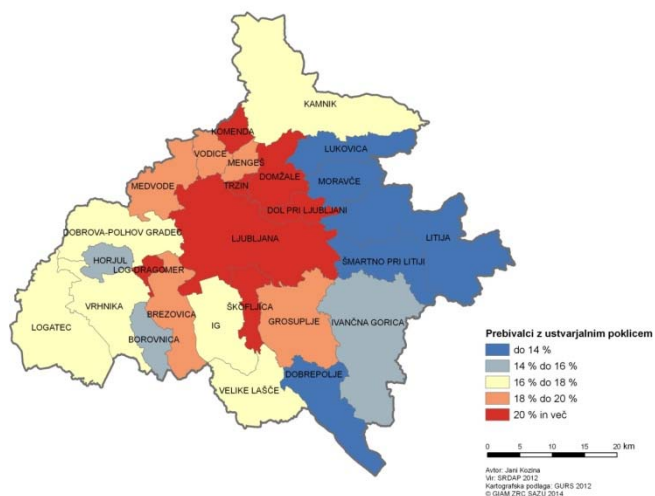 KAMNIK
KOMENDA
LUKOVICA
VODICE
MENGEŠ
DOMŽALE
MORAVČE
MEDVODE
TRZIN
DOL PRI LJUBLJANI
DOBROVA-POLHOV GRADEC
LJUBLJANA
LITIJA
HORJUL
ŠMARTNO PRI LITIJI
LOG-DRAGOMER
VRHNIKA
ŠKOFLJICA
BREZOVICA
IG
GROSUPLJE
IVANČNA GORICA
LOGATEC
BOROVNICA
DOBREPOLJE
VELIKE LAŠČE
Prebivalci z ustvarjalnim poklicem
do 14 %
14 % do 16 %
16 % do 18 %
18 % do 20 %
20 % in več
0 5 10 15 20 km
Avtor: Jani Kozina
Vir: SRDAP 2012
Kartografska podlaga: GURS 2012
© GIAM ZRC SAZU 2014